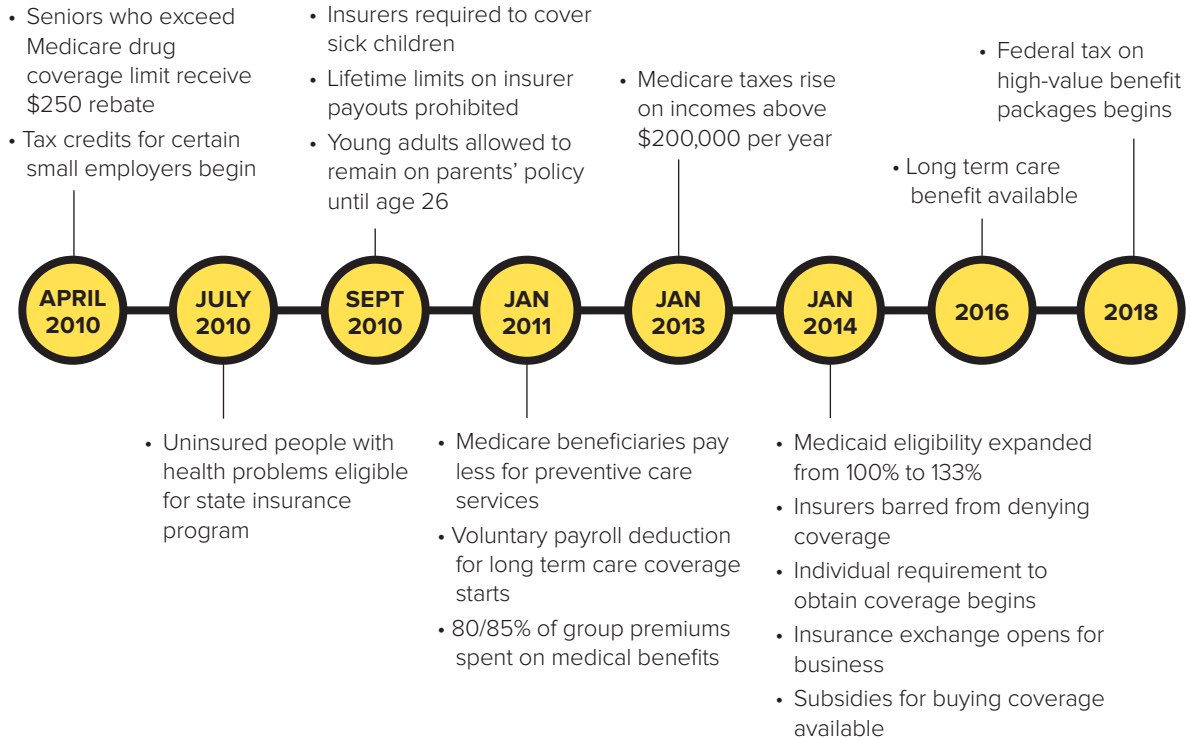 • Seniors who exceed
Medicare drug
coverage limit receive
$250 rebate
• Tax credits for certain
small employers begin
• Insurers required to cover
sick children
• Lifetime limits on insurer
payouts prohibited
• Young adults allowed to
remain on parents’ policy
until age 26
• Medicare taxes rise
on incomes above
$200,000 per year
• Long term care
benefit available
• Federal tax on
high-value benefit
packages begins
APRIL
2010
JULY
2010
SEPT
2010
JAN
2011
JAN
2013
JAN
2014
2016
2018
• Uninsured people with
health problems eligible
for state insurance
program
• Medicare beneficiaries pay
less for preventive care
services
• Voluntary payroll deduction
for long term care coverage
starts
• 80/85% of group premiums
spent on medical benefits
• Medicaid eligibility expanded
from 100% to 133%
• Insurers barred from denying
coverage
• Individual requirement to
obtain coverage begins
• Insurance exchange opens for
business
• Subsidies for buying coverage
available